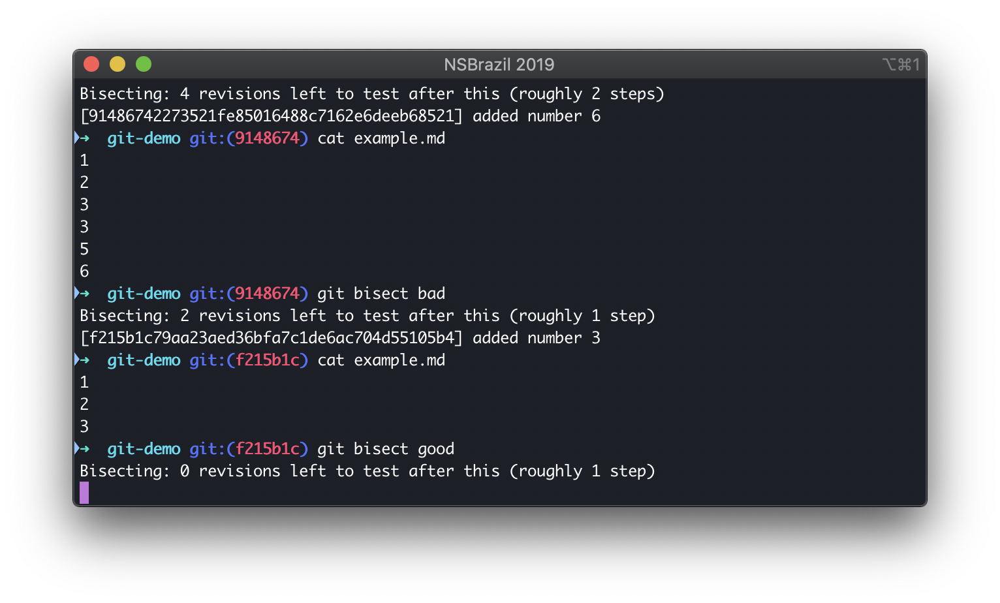 NSBrazil 2019 ⌥⌘1
Bisecting: 4 revisions left to test after this (roughly 2 steps)
[91486742273521fe85016488c7162e6deeb68521] added number 6
➜ git-demo git:(9148674) cat example.md
1
2
3
3
5
6
➜ git-demo git:(9148674) git bisect bad
Bisecting: 2 revisions left to test after this (roughly 1 step)
[f215b1c79aa23aed36bfa7c1de6ac704d55105b4] added number 3
➜ git-demo git:(f215b1c) cat example.md
1
2
3
➜ git-demo git:(f215b1c) git bisect good
Bisecting: 0 revisions left to test after this (roughly 1 step)